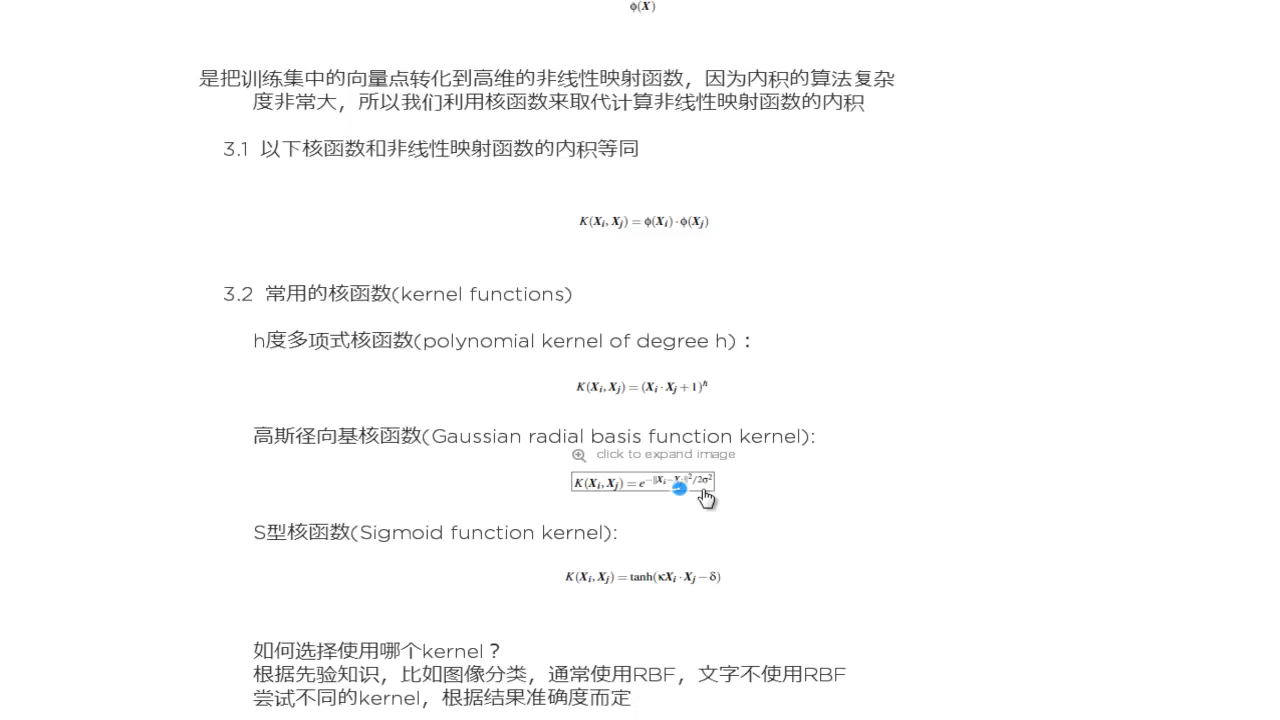 ϕ(X)
是把训练集中的向量点转化到高维的非线性映射函数，因为内积的算法复杂
度非常大，所以我们利用核函数来取代计算非线性映射函数的内积
3.1 以下核函数和非线性映射函数的内积等同
K(Xi, Xj) = ϕ(Xi) · ϕ(Xj)
3.2 常用的核函数(kernel functions)
h度多项式核函数(polynomial kernel of degree h)：
K(Xi, Xj) = (Xi · Xj + 1)^h
高斯径向基核函数(Gaussian radial basis function kernel):
click to expand image
K(Xi, Xj) = e^−‖Xi−Xj‖²/2σ²
S型核函数(Sigmoid function kernel):
K(Xi, Xj) = tanh(κXi · Xj − δ)
如何选择使用哪个kernel？
根据先验知识，比如图像分类，通常使用RBF，文字不使用RBF
尝试不同的kernel，根据结果准确度而定